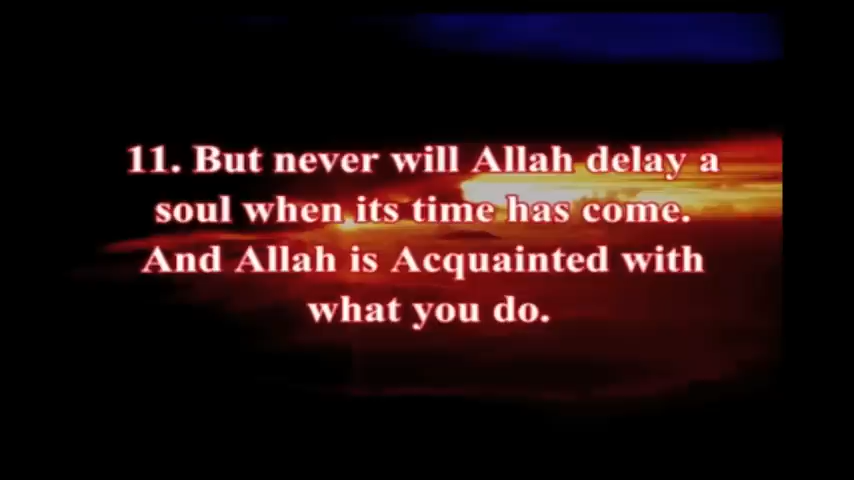 11. But never will Allah delay a
soul when its time has come.
And Allah is Acquainted with
what you do.